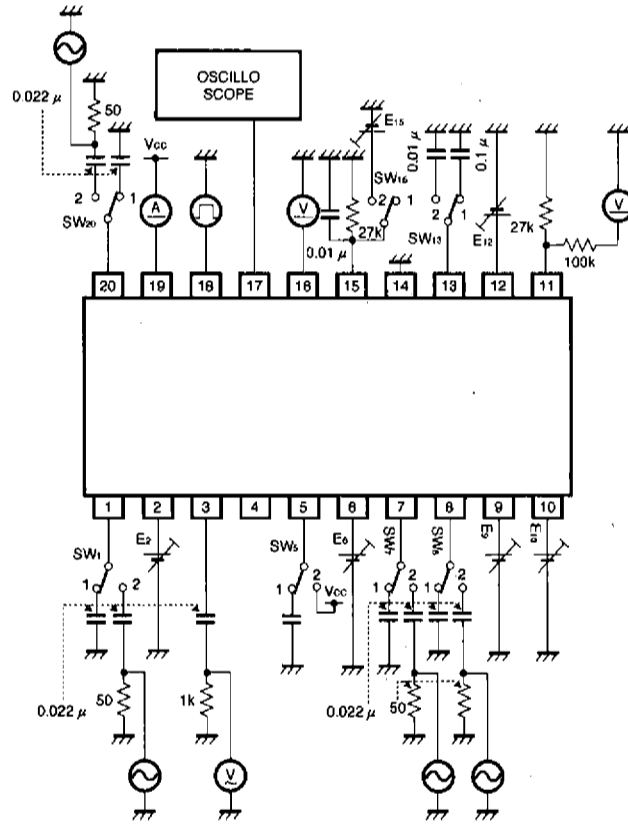 OSCILLO
SCOPE
0.022 μ
50
Vcc
E15
0.01 μ
0.1 μ
2
1
SW20
A
V
SW16
2
1
27k
0.01 μ
2
1
SW13
E12
27k
V
100k
20
19
18
17
16
15
14
13
12
11
1
2
3
4
5
6
7
8
9
10
SW1
E2
SW5
E6
SW7
E9
E10
1
2
1
2
Vcc
1
2
1
2
0.022 μ
50
1k
0.022 μ
50
V